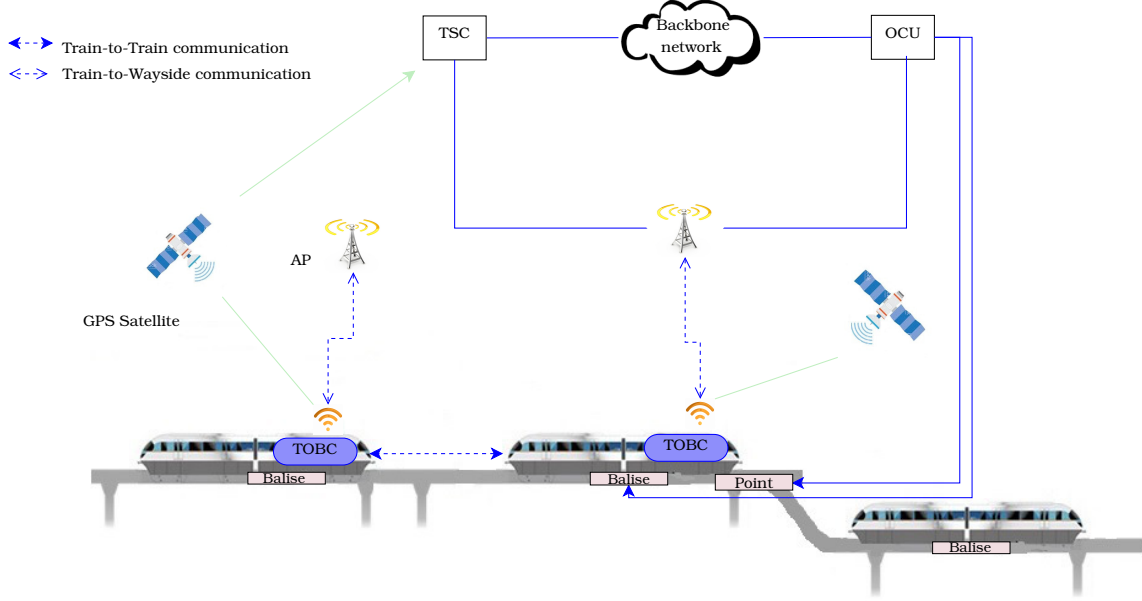 TSC
Backbone
network
OCU
Train-to-Train communication
Train-to-Wayside communication
AP
GPS Satellite
TOBC
TOBC
Balise
Balise
Point
Balise